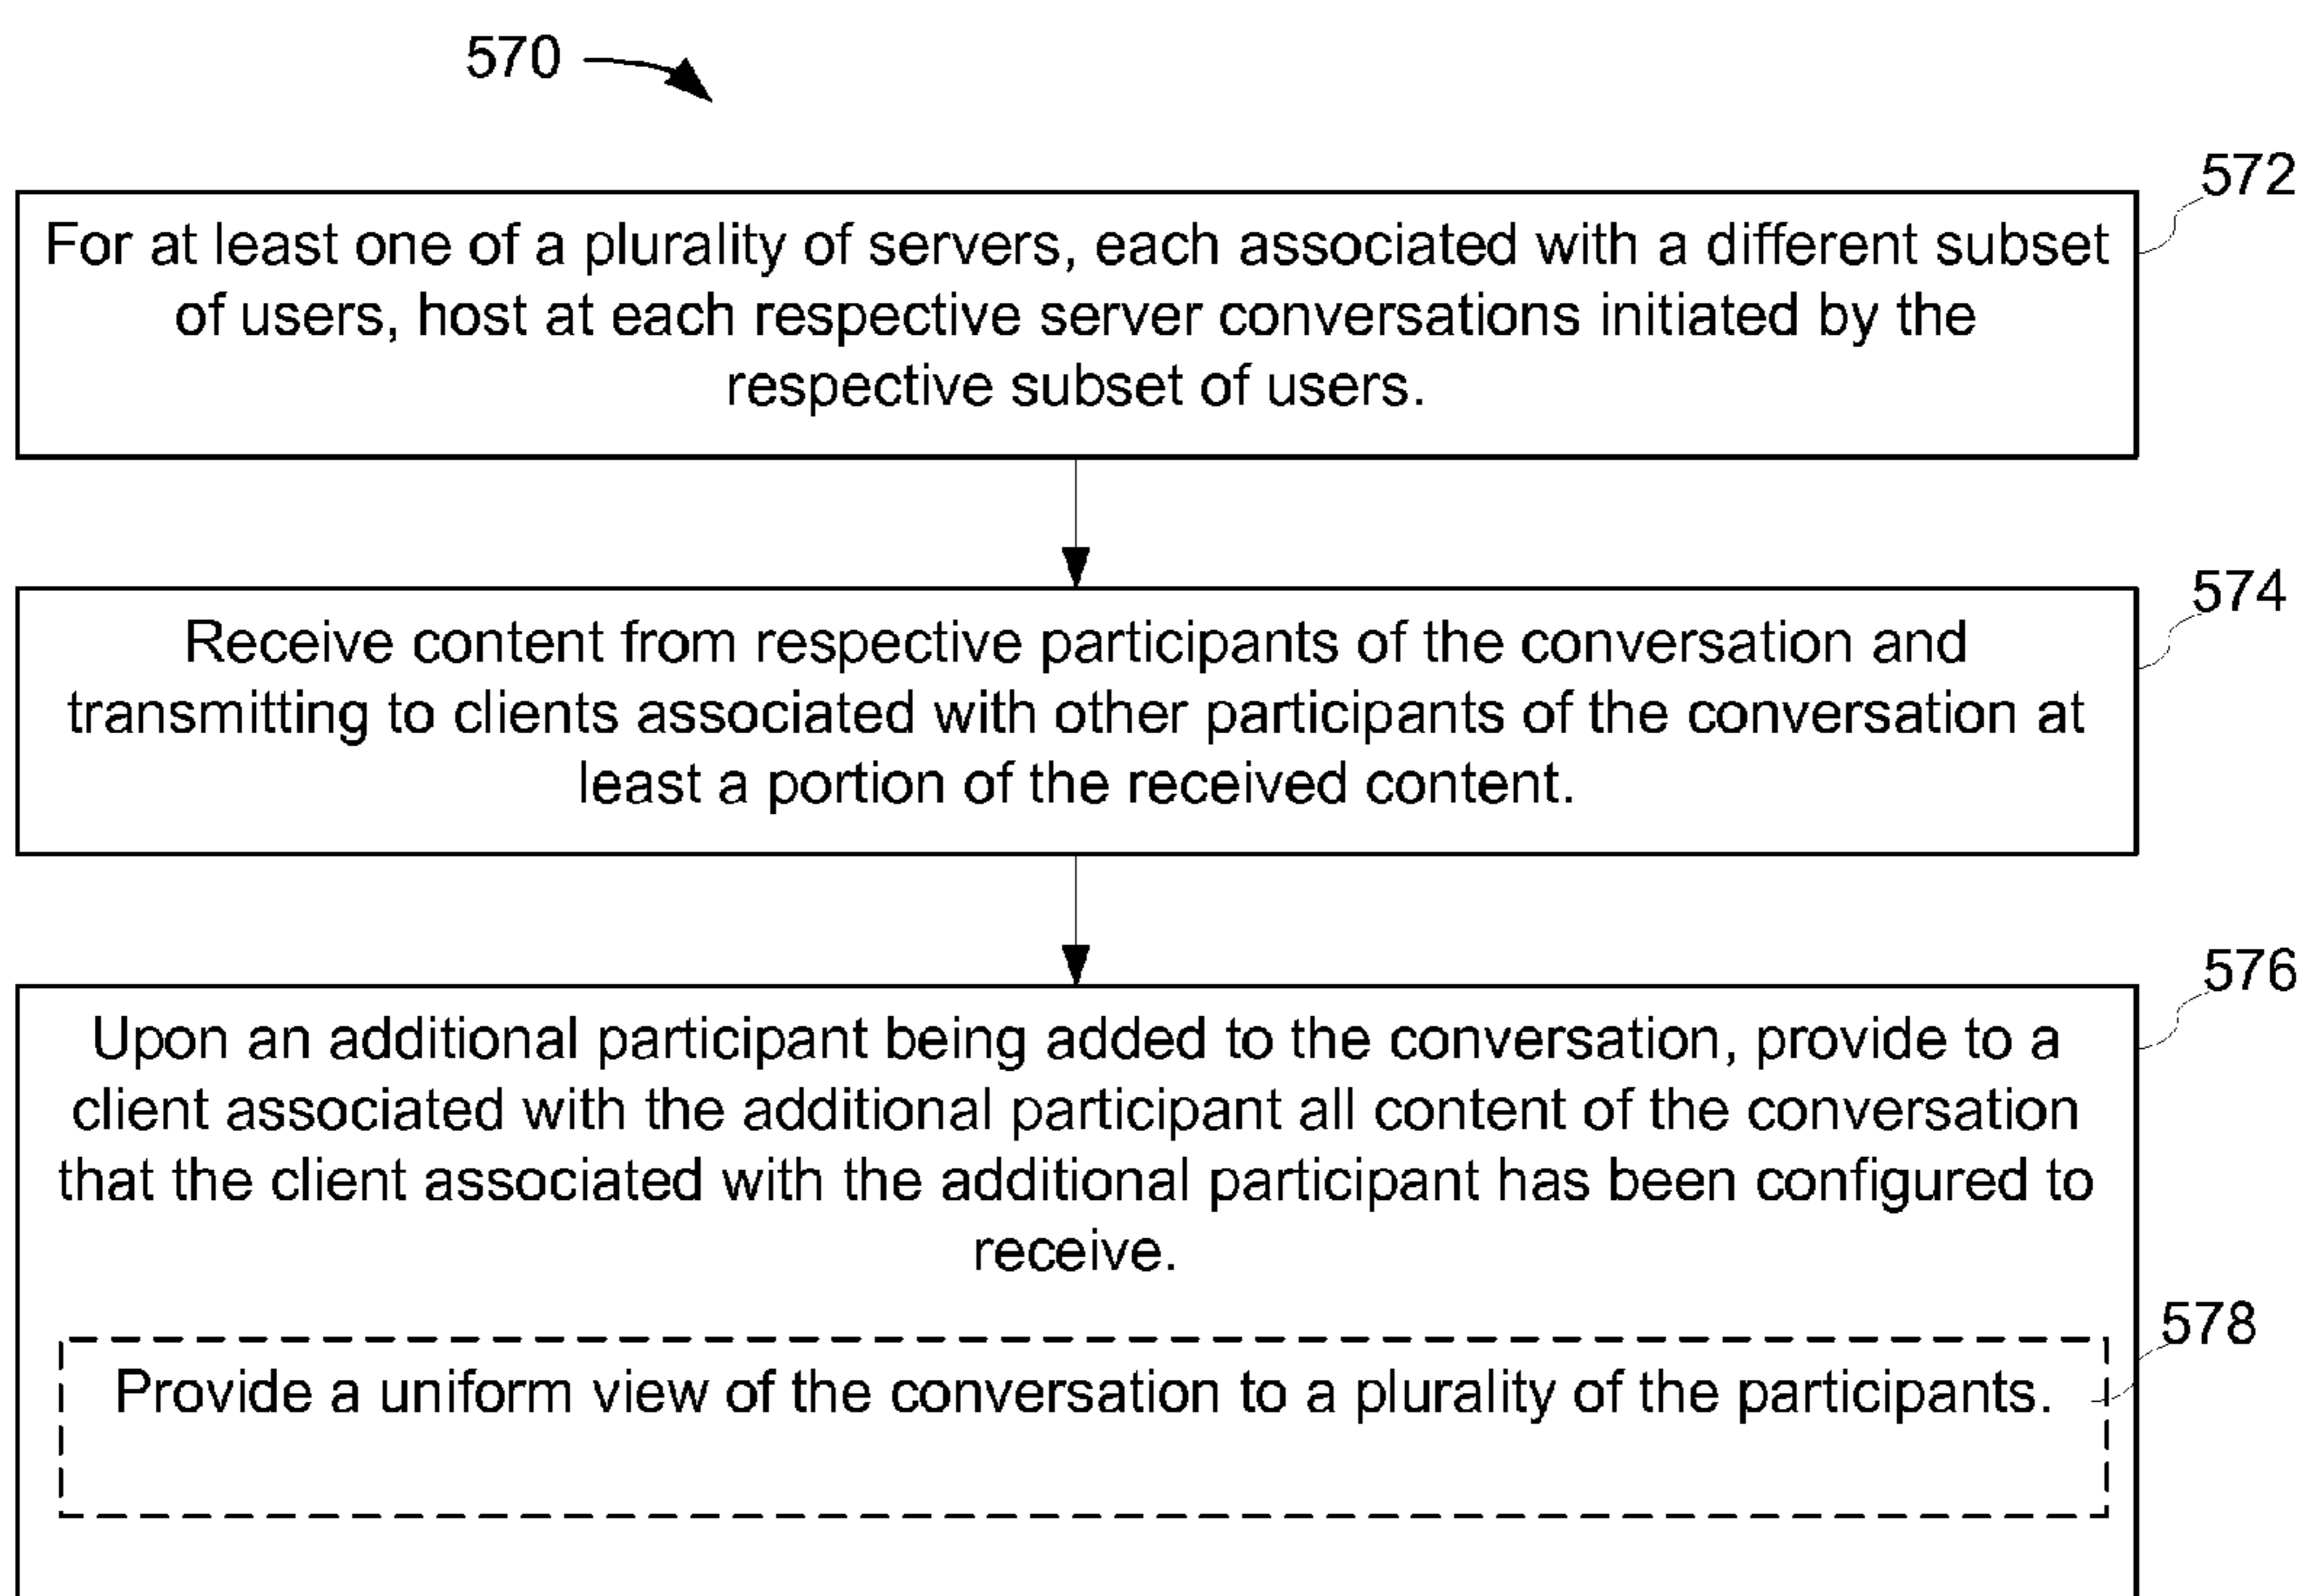 570
572
For at least one of a plurality of servers, each associated with a different subset
of users, host at each respective server conversations initiated by the
respective subset of users.
574
Receive content from respective participants of the conversation and
transmitting to clients associated with other participants of the conversation at
least a portion of the received content.
576
Upon an additional participant being added to the conversation, provide to a
client associated with the additional participant all content of the conversation
that the client associated with the additional participant has been configured to
receive.
578
Provide a uniform view of the conversation to a plurality of the participants.